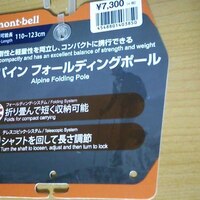 mont·bell
¥7,300
Length 110~123cm
性と軽量性を両立し、コンパクトに携行できる
compacity and has an excellent balance of strength and weight
パイン フォールディングポール
Alpine Folding Pole
フォールディング・システム / Folding System
折り畳んで短く収納可能
Folds for compact carrying
テレスコピック・システム / Telescopic System
シャフトを回して長さ調節
Turn the shaft to loosen, adjust and then turn to lock